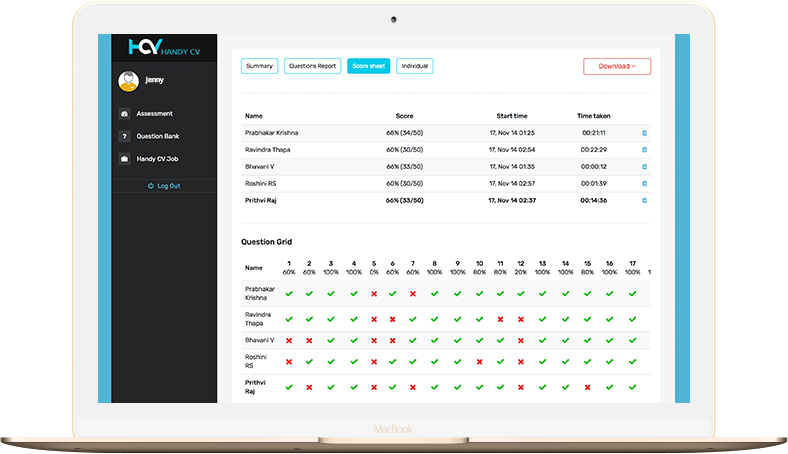 HCV HANDY CV
Jenny
Assessment
? Question Bank
Handy CV Job
Log Out
Summary Questions Report Score sheet Individual Download
Name Score Start time Time taken
Prabhakar Krishna 68% (34/50) 17, Nov 14 01:25 00:21:11
Ravindra Thapa 60% (30/50) 17, Nov 14 02:54 00:22:29
Bhavani V 66% (33/50) 17, Nov 14 01:35 00:00:12
Roshini RS 60% (30/50) 17, Nov 14 02:57 00:01:39
Prithvi Raj 66% (33/50) 17, Nov 14 02:37 00:14:36
Question Grid
Name 1 2 3 4 5 6 7 8 9 10 11 12 13 14 15 16 17
60% 60% 100% 100% 0% 60% 60% 100% 100% 80% 80% 20% 100% 100% 80% 100% 100% 1
Prabhakar
Krishna
Ravindra
Thapa
Bhavani V
Roshini
RS
Prithvi
Raj
MacBook